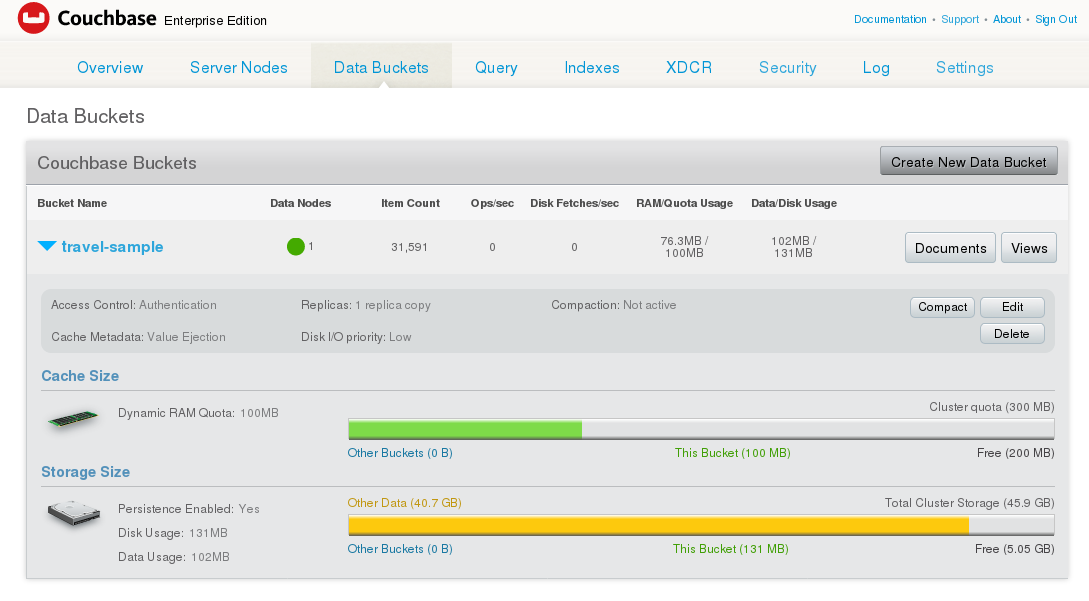 Couchbase Enterprise Edition
Documentation • Support • About • Sign Out
Overview Server Nodes Data Buckets Query Indexes XDCR Security Log Settings
Data Buckets
Couchbase Buckets Create New Data Bucket
Bucket Name Data Nodes Item Count Ops/sec Disk Fetches/sec RAM/Quota Usage Data/Disk Usage
travel-sample 1 31,591 0 0 76.3MB / 100MB 102MB / 131MB Documents Views
Access Control: Authentication Replicas: 1 replica copy Compaction: Not active Compact Edit
Cache Metadata: Value Ejection Disk I/O priority: Low Delete
Cache Size
Dynamic RAM Quota: 100MB Cluster quota (300 MB)
Other Buckets (0 B) This Bucket (100 MB) Free (200 MB)
Storage Size
Persistence Enabled: Yes Other Data (40.7 GB) Total Cluster Storage (45.9 GB)
Disk Usage: 131MB
Other Buckets (0 B) This Bucket (131 MB) Free (5.05 GB)
Data Usage: 102MB